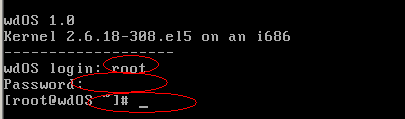 wdOS 1.0
Kernel 2.6.18-308.el5 on an i686
--------------------
wdOS login: root
Password:
[root@wdOS ~]# _